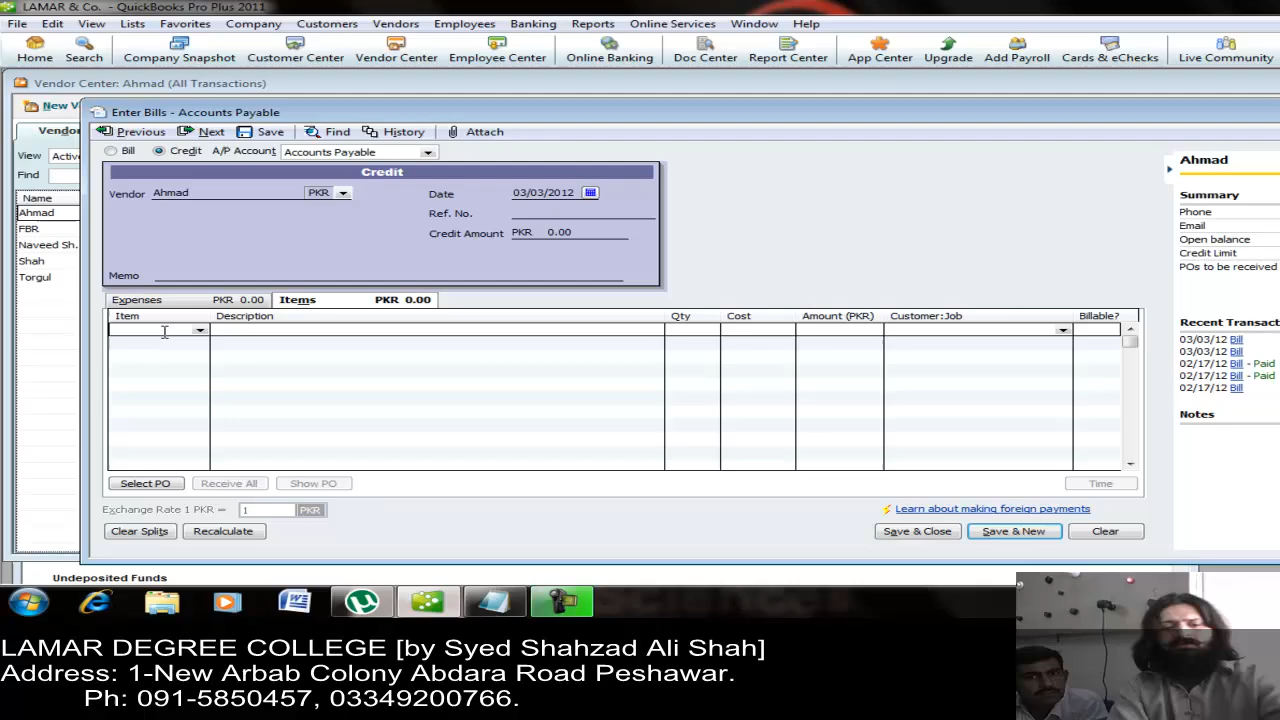 LAMAR & Co. - QuickBooks Pro Plus 2011
File Edit View Lists Favorites Company Customers Vendors Employees Banking Reports Online Services Window Help
Home Search Company Snapshot Customer Center Vendor Center Employee Center Online Banking Doc Center Report Center App Center Upgrade Add Payroll Cards & eChecks Live Community
Vendor Center: Ahmad (All Transactions)
New V
Enter Bills - Accounts Payable
Previous Next Save Find History Attach
Vendor
Bill Credit A/P Account Accounts Payable
View Active
Find
Credit
Vendor Ahmad PKR Date 03/03/2012
Ref. No.
Credit Amount PKR 0.00
Memo
Name
Ahmad
FBR
Naveed Sh.
Shah
Torgul
Expenses PKR 0.00 Items PKR 0.00
Item Description Qty Cost Amount (PKR) Customer:Job Billable?
Select PO Receive All Show PO Time
Exchange Rate 1 PKR = 1 PKR
Learn about making foreign payments
Clear Splits Recalculate Save & Close Save & New Clear
Ahmad
Summary
Phone
Email
Open balance
Credit Limit
POs to be received
Recent Transact
03/03/12 Bill
03/03/12 Bill
02/17/12 Bill - Paid
02/17/12 Bill - Paid
02/17/12 Bill
Notes
Undeposited Funds
LAMAR DEGREE COLLEGE [by Syed Shahzad Ali Shah]
Address: 1-New Arbab Colony Abdara Road Peshawar.
Ph: 091-5850457, 03349200766.